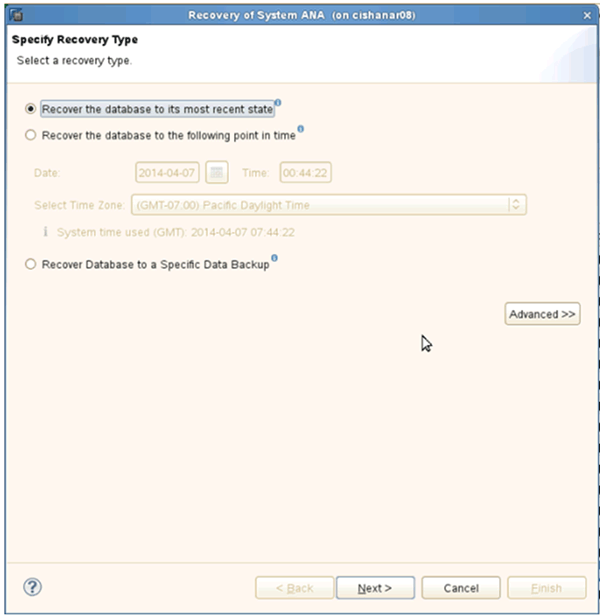 Recovery of System ANA (on cishanar08)
Specify Recovery Type
Select a recovery type.
Recover the database to its most recent state
Recover the database to the following point in time
Date: 2014-04-07 Time: 00:44:22
Select Time Zone: (GMT-07:00) Pacific Daylight Time
System time used (GMT): 2014-04-07 07:44:22
Recover Database to a Specific Data Backup
Advanced >>
< Back Next > Cancel Finish